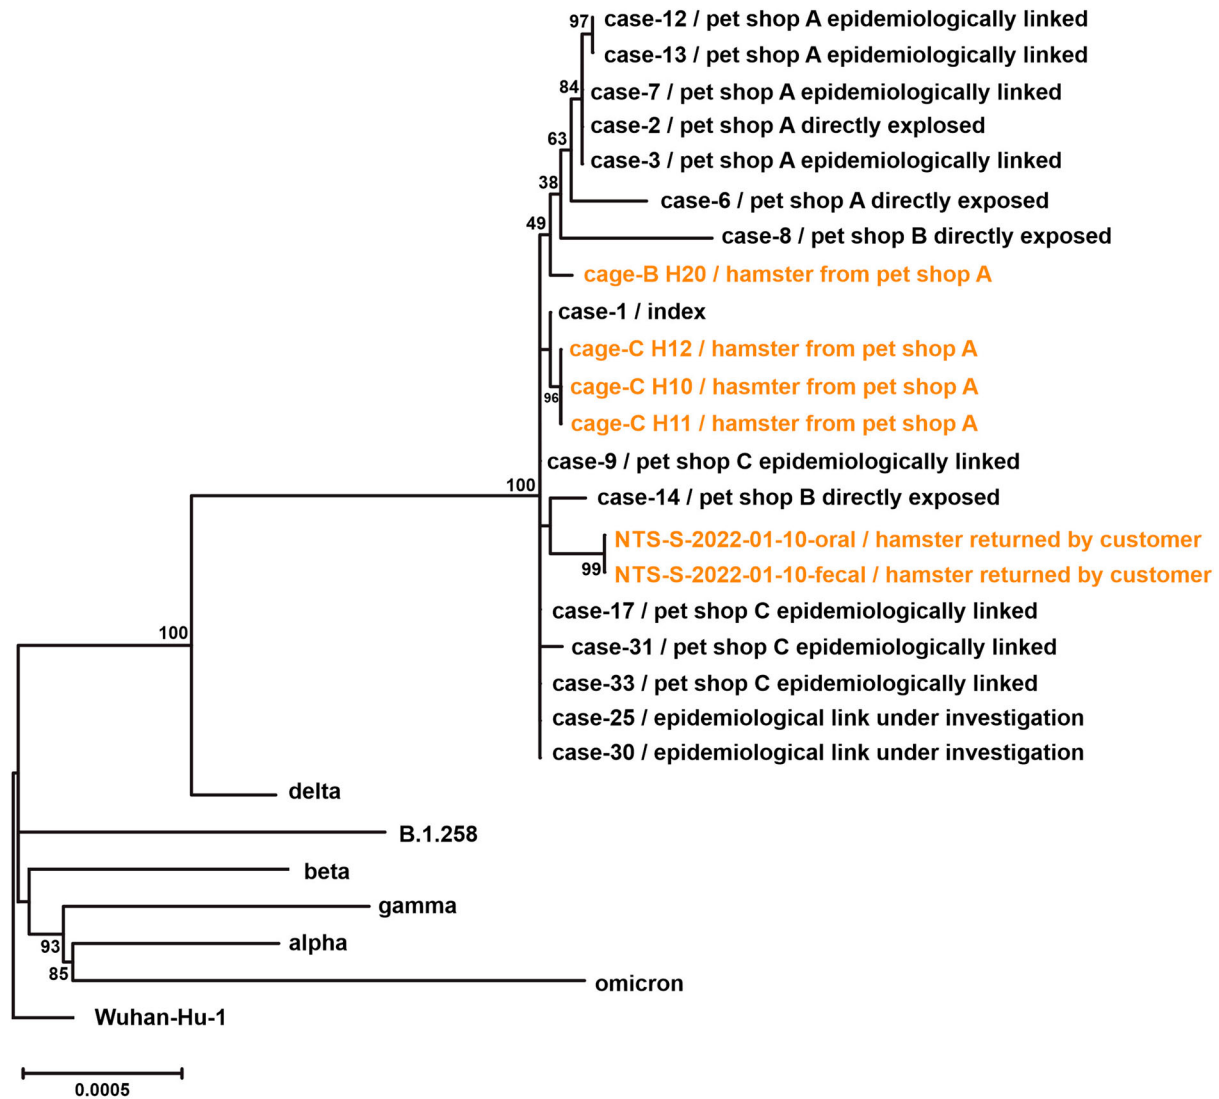 97
case-12 / pet shop A epidemiologically linked
case-13 / pet shop A epidemiologically linked
84
case-7 / pet shop A epidemiologically linked
case-2 / pet shop A directly explosed
63
case-3 / pet shop A epidemiologically linked
38
case-6 / pet shop A directly exposed
49
case-8 / pet shop B directly exposed
cage-B H20 / hamster from pet shop A
case-1 / index
cage-C H12 / hamster from pet shop A
cage-C H10 / hasmter from pet shop A
96
cage-C H11 / hamster from pet shop A
case-9 / pet shop C epidemiologically linked
100
case-14 / pet shop B directly exposed
NTS-S-2022-01-10-oral / hamster returned by customer
99
NTS-S-2022-01-10-fecal / hamster returned by customer
case-17 / pet shop C epidemiologically linked
100
case-31 / pet shop C epidemiologically linked
case-33 / pet shop C epidemiologically linked
case-25 / epidemiological link under investigation
case-30 / epidemiological link under investigation
delta
B.1.258
beta
gamma
93
alpha
85
omicron
Wuhan-Hu-1
0.0005